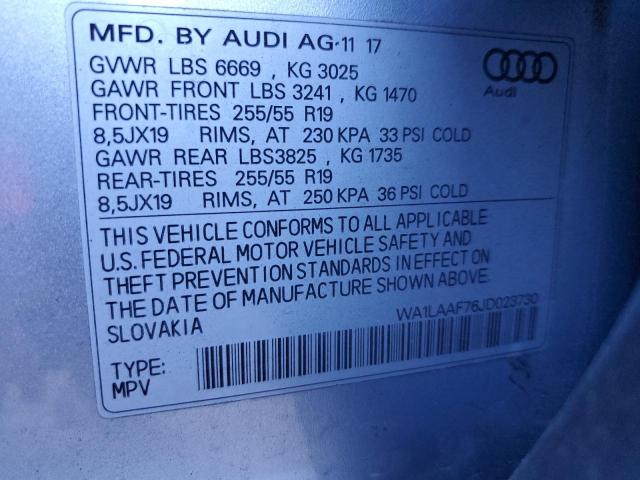 MFD. BY AUDI AG-11 17
GVWR LBS 6669 , KG 3025
GAWR FRONT LBS 3241 , KG 1470
FRONT-TIRES 255/55 R19
8,5JX19 RIMS, AT 230 KPA 33 PSI COLD
GAWR REAR LBS3825 , KG 1735
REAR-TIRES 255/55 R19
8,5JX19 RIMS, AT 250 KPA 36 PSI COLD
Audi
THIS VEHICLE CONFORMS TO ALL APPLICABLE
U.S. FEDERAL MOTOR VEHICLE SAFETY AND
THEFT PREVENTION STANDARDS IN EFFECT ON
THE DATE OF MANUFACTURE SHOWN ABOVE.
SLOVAKIA
WA1LAAF76JD023730
TYPE:
MPV